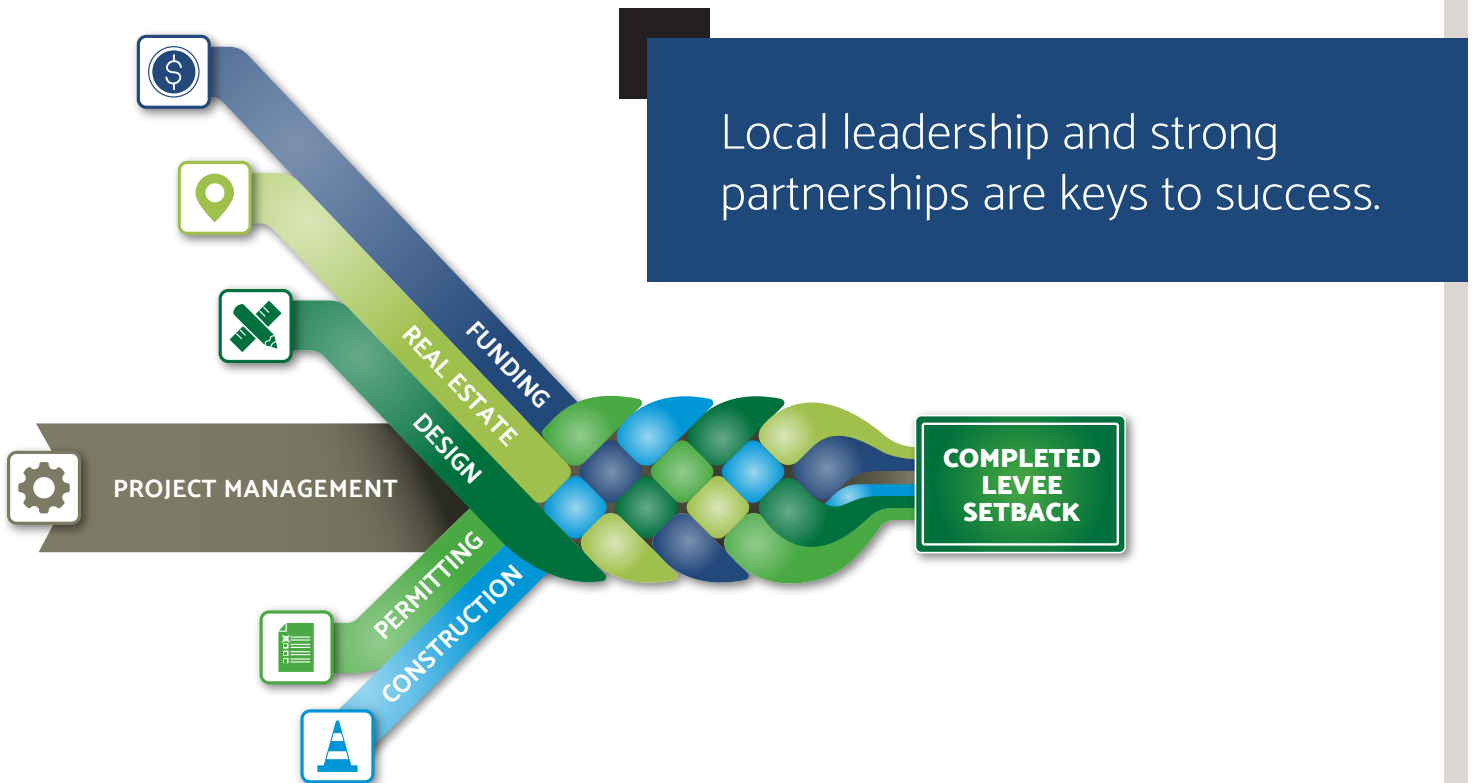 Local leadership and strong
partnerships are keys to success.
$
FUNDING
REAL ESTATE
DESIGN
PROJECT MANAGEMENT
PERMITTING
CONSTRUCTION
COMPLETED
LEVEE
SETBACK